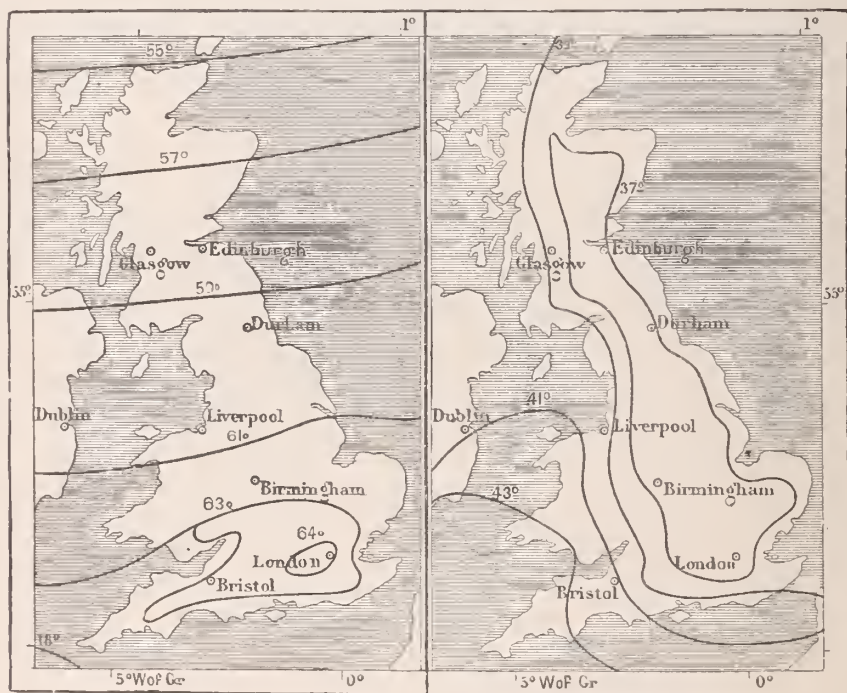 1°
55°
57°
Edinburgh
Glasgow
59°
55°
Durham
Dublin
Liverpool
61°
Birmingham
63°
64°
London
Bristol
5° W of Gr
0°
1°
37°
Edinburgh
Glasgow
55°
Durham
41°
Dublin
Liverpool
43°
Birmingham
London
Bristol
5° W of Gr
0°